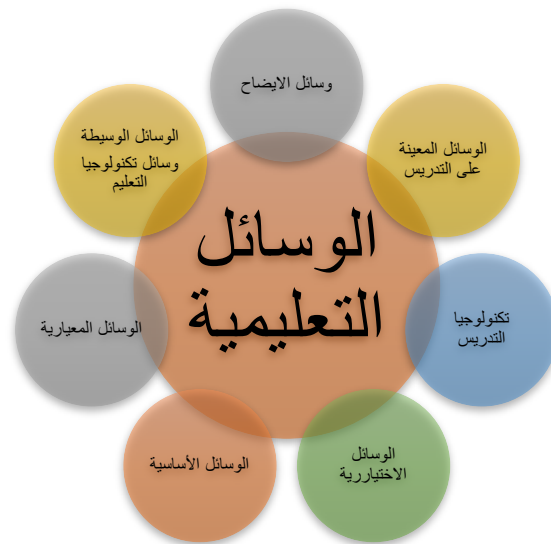 وسائل الايضاح
الوسائل المعينة
على التدريس
تكنولوجيا
التدريس
الوسائل
الاختياررية
الوسائل الأساسية
الوسائل المعيارية
الوسائل الوسيطة
وسائل تكنولوجيا
التعليم
الوسائل
التعليمية